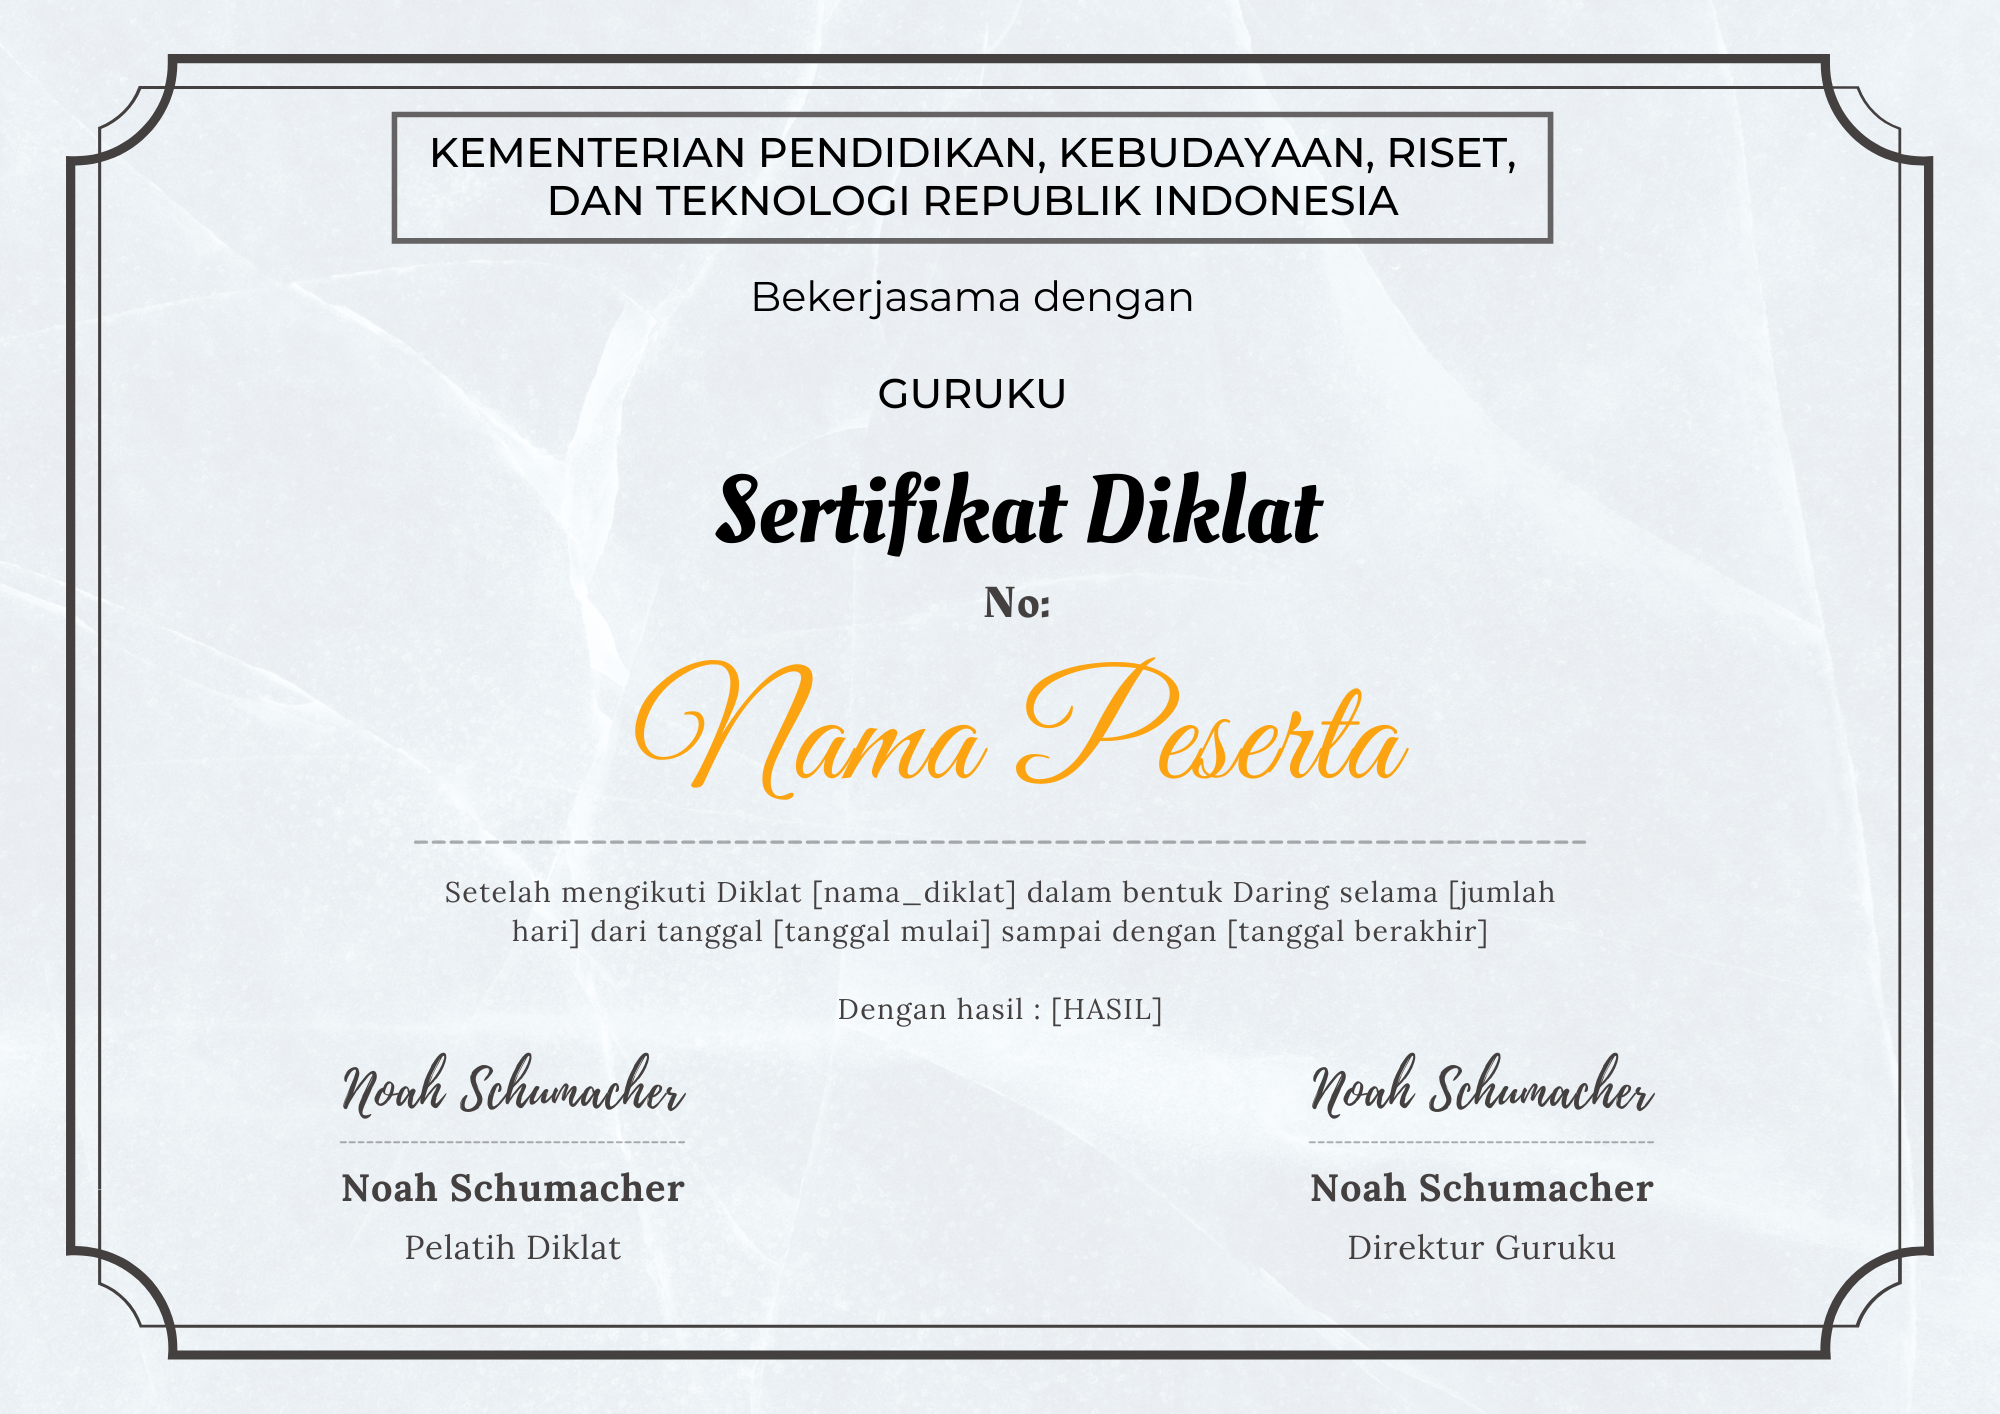 KEMENTERIAN PENDIDIKAN, KEBUDAYAAN, RISET,
DAN TEKNOLOGI REPUBLIK INDONESIA
Bekerjasama dengan
GURUKU
Sertifikat Diklat
No:
Nama Peserta
Setelah mengikuti Diklat [nama_diklat] dalam bentuk Daring selama [jumlah
hari] dari tanggal [tanggal mulai] sampai dengan [tanggal berakhir]
Dengan hasil : [HASIL]
Noah Schumacher
Noah Schumacher
Pelatih Diklat
Noah Schumacher
Noah Schumacher
Direktur Guruku